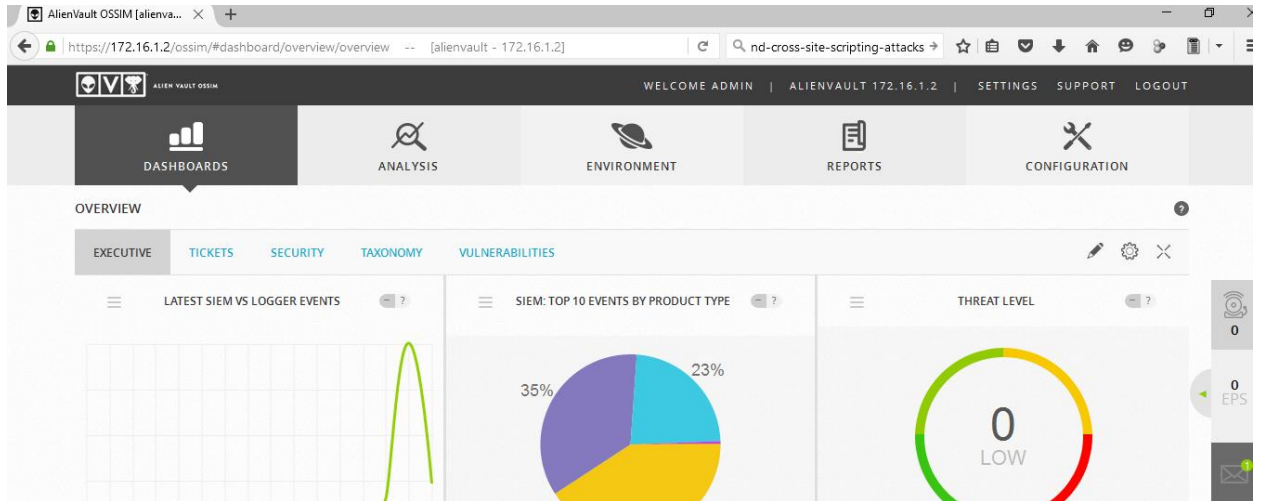 AlienVault OSSIM [alienva...
https://172.16.1.2/ossim/#dashboard/overview/overview -- [alienvault - 172.16.1.2]
nd-cross-site-scripting-attacks
AV
ALIEN VAULT OSSIM
WELCOME ADMIN | ALIENVAULT 172.16.1.2 | SETTINGS SUPPORT LOGOUT
DASHBOARDS
ANALYSIS
ENVIRONMENT
REPORTS
CONFIGURATION
OVERVIEW
?
EXECUTIVE TICKETS SECURITY TAXONOMY VULNERABILITIES
LATEST SIEM VS LOGGER EVENTS
?
SIEM: TOP 10 EVENTS BY PRODUCT TYPE
?
THREAT LEVEL
?
35%
23%
0
LOW
0
0
EPS
1